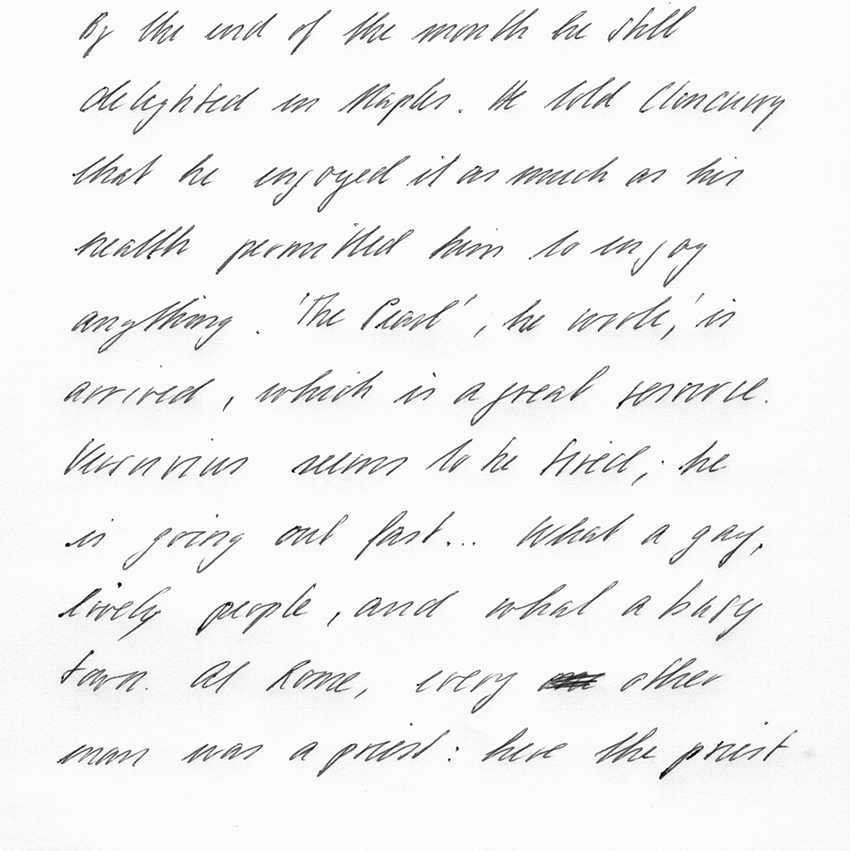 By the end of the month he still
delighted in Naples. He told Cloncurry
that he enjoyed it as much as his
health permitted him to enjoy
anything. 'The Pearl', he wrote, 'is
arrived, which is a great resource.
Vesuvius seems to be tired; he
is going out fast... What a gay,
lively people, and what a busy
town. At Rome, every other
man was a priest: here the priest